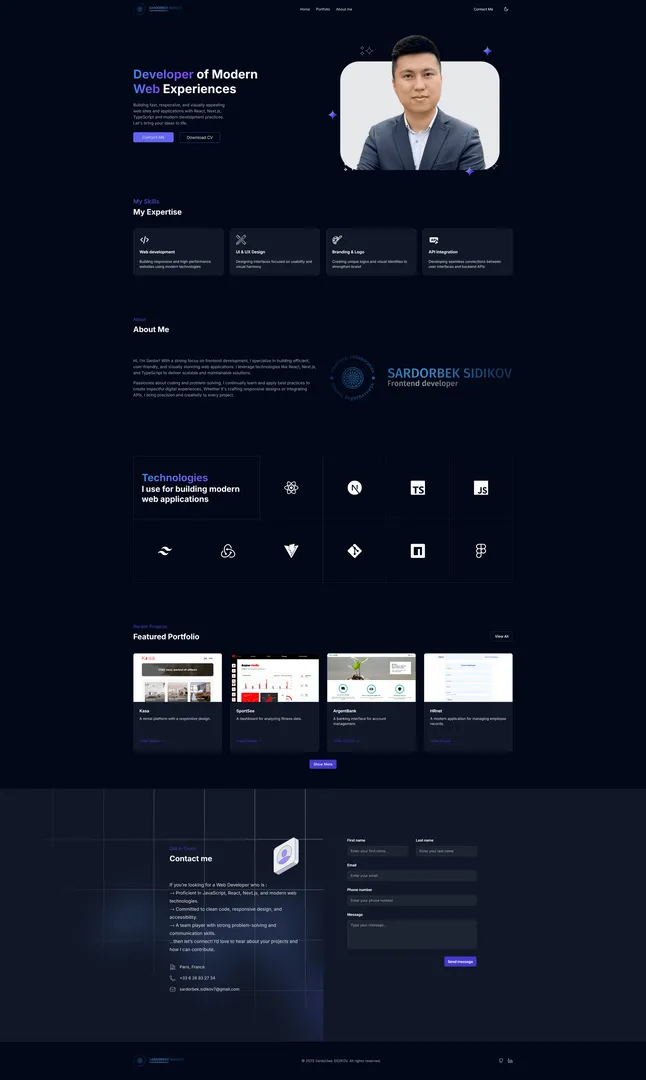 SARDORBEK SIDIKOV
Home Portfolio About me
Contact Me
Developer of Modern
Web Experiences
Building fast, responsive, and visually appealing
web sites and applications with React, Next.js,
TypeScript and modern development practices.
Let's bring your ideas to life.
Contact Me
Download CV
My Skills
My Expertise
Web development
Building responsive and high-performance
websites using modern technologies
UI & UX Design
Designing interfaces focused on usability and
visual harmony
Branding & Logo
Creating unique logos and visual identities to
strengthen brand
API Integration
Developing seamless connections between
user interfaces and backend APIs
About
About Me
With a strong focus on frontend development, I specialize in building efficient,
user-friendly, and visually stunning web applications. I leverage technologies like React, Next.js,
and TypeScript to deliver scalable and maintainable solutions.
Passionate about coding and problem-solving, I continually learn and apply best practices to
create impactful digital experiences. Whether it's crafting responsive designs or integrating
APIs, I bring precision and creativity to every project.
SARDORBEK SIDIKOV
Frontend developer
Technologies
I use for building modern
web applications
N
TS
JS
Recent Projects
Featured Portfolio
View All
Kasa
A rental platform with a responsive design.
SportSee
A dashboard for analyzing fitness data.
ArgentBank
A banking interface for account
management.
HRnet
A modern application for managing employee
records.
Show More
Get in Touch
Contact me
If you're looking for a Web Developer who is :
→ Proficient in JavaScript, React, Next.js, and modern web
technologies.
→ Committed to clean code, responsive design, and
accessibility.
→ A team player with strong problem-solving and
communication skills.
...then let's connect! I'd love to hear about your projects and
how I can contribute.
Paris, France
+33 6 26 93 27 34
sardorbek.sidikov7@gmail.com
First name
Enter your first name
Last name
Enter your last name
Email
Enter your email
Phone number
Enter your phone number
Message
Type your message...
Send message
SARDORBEK SIDIKOV
© 2025 Sardorbek SIDIKOV. All rights reserved.